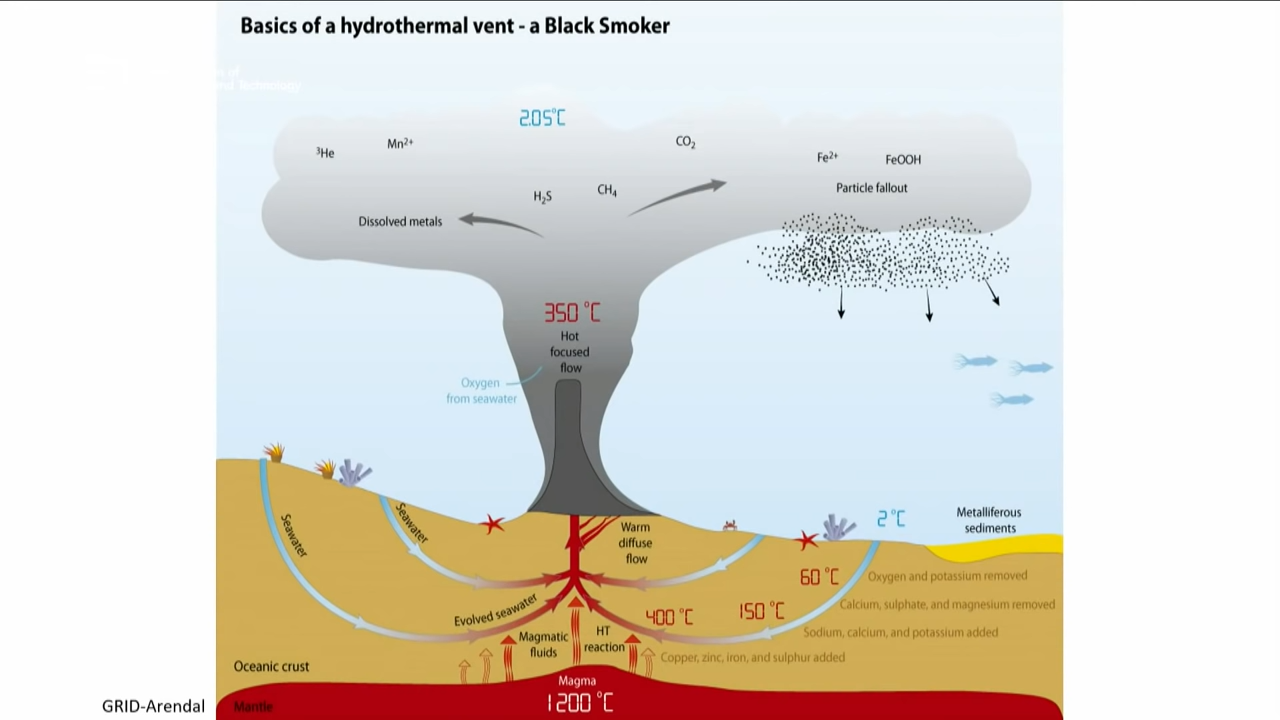 Basics of a hydrothermal vent - a Black Smoker
2.05°C
³He
Mn²⁺
CO₂
Fe²⁺
FeOOH
H₂S
CH₄
Particle fallout
Dissolved metals
350 °C
Hot
focused
flow
Oxygen
from seawater
Seawater
Seawater
Warm
diffuse
flow
2 °C
Metalliferous
sediments
60 °C
Oxygen and potassium removed
Evolved seawater
400 °C
150 °C
Calcium, sulphate, and magnesium removed
Sodium, calcium, and potassium added
Magmatic
fluids
HT
reaction
Copper, zinc, iron, and sulphur added
Oceanic crust
Magma
1200 °C
Mantle
GRID-Arendal